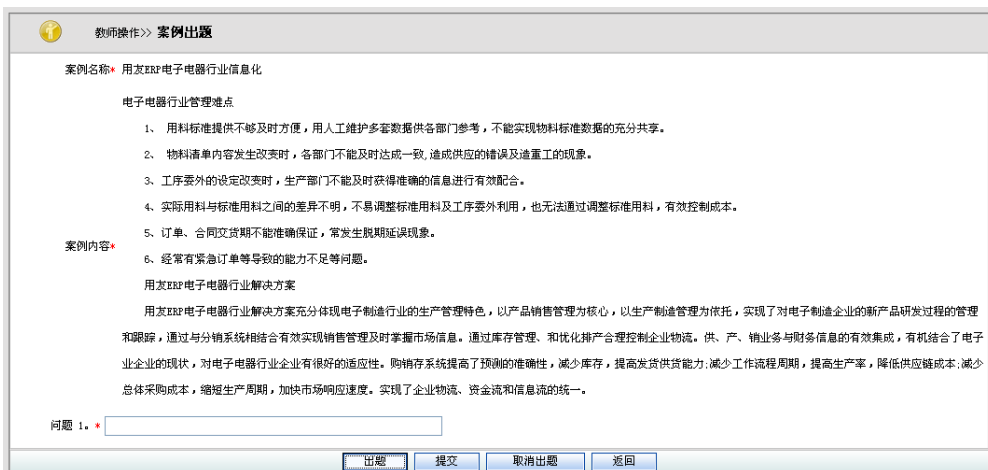 教师操作>> 案例出题
案例名称* 用友ERP电子电器行业信息化
电子电器行业管理难点
1、 用料标准提供不够及时方便，用人工维护多套数据供各部门参考，不能实现物料标准数据的充分共享。
2、 物料清单内容发生改变时，各部门不能及时达成一致,造成供应的错误及造重工的现象。
3、工序委外的设定改变时，生产部门不能及时获得准确的信息进行有效配合。
4、实际用料与标准用料之间的差异不明，不易调整标准用料及工序委外利用，也无法通过调整标准用料，有效控制成本。
5、订单、合同交货期不能准确保证，常发生脱期延误现象。
案例内容*
6、经常有紧急订单等导致的能力不足等问题。
用友ERP电子电器行业解决方案
用友ERP电子电器行业解决方案充分体现电子制造行业的生产管理特色，以产品销售管理为核心，以生产制造管理为依托，实现了对电子制造企业的新产品研发过程的管理
和跟踪，通过与分销系统相结合有效实现销售管理及时掌握市场信息。通过库存管理、和优化排产合理控制企业物流。供、产、销业务与财务信息的有效集成，有机结合了电子
业企业的现状，对电子电器行业企业有很好的适应性。购销存系统提高了预测的准确性，减少库存，提高发货供货能力;减少工作流程周期，提高生产率，降低供应链成本;减少
总体采购成本，缩短生产周期，加快市场响应速度。实现了企业物流、资金流和信息流的统一。
问题 1。*
出题 提交 取消出题 返回